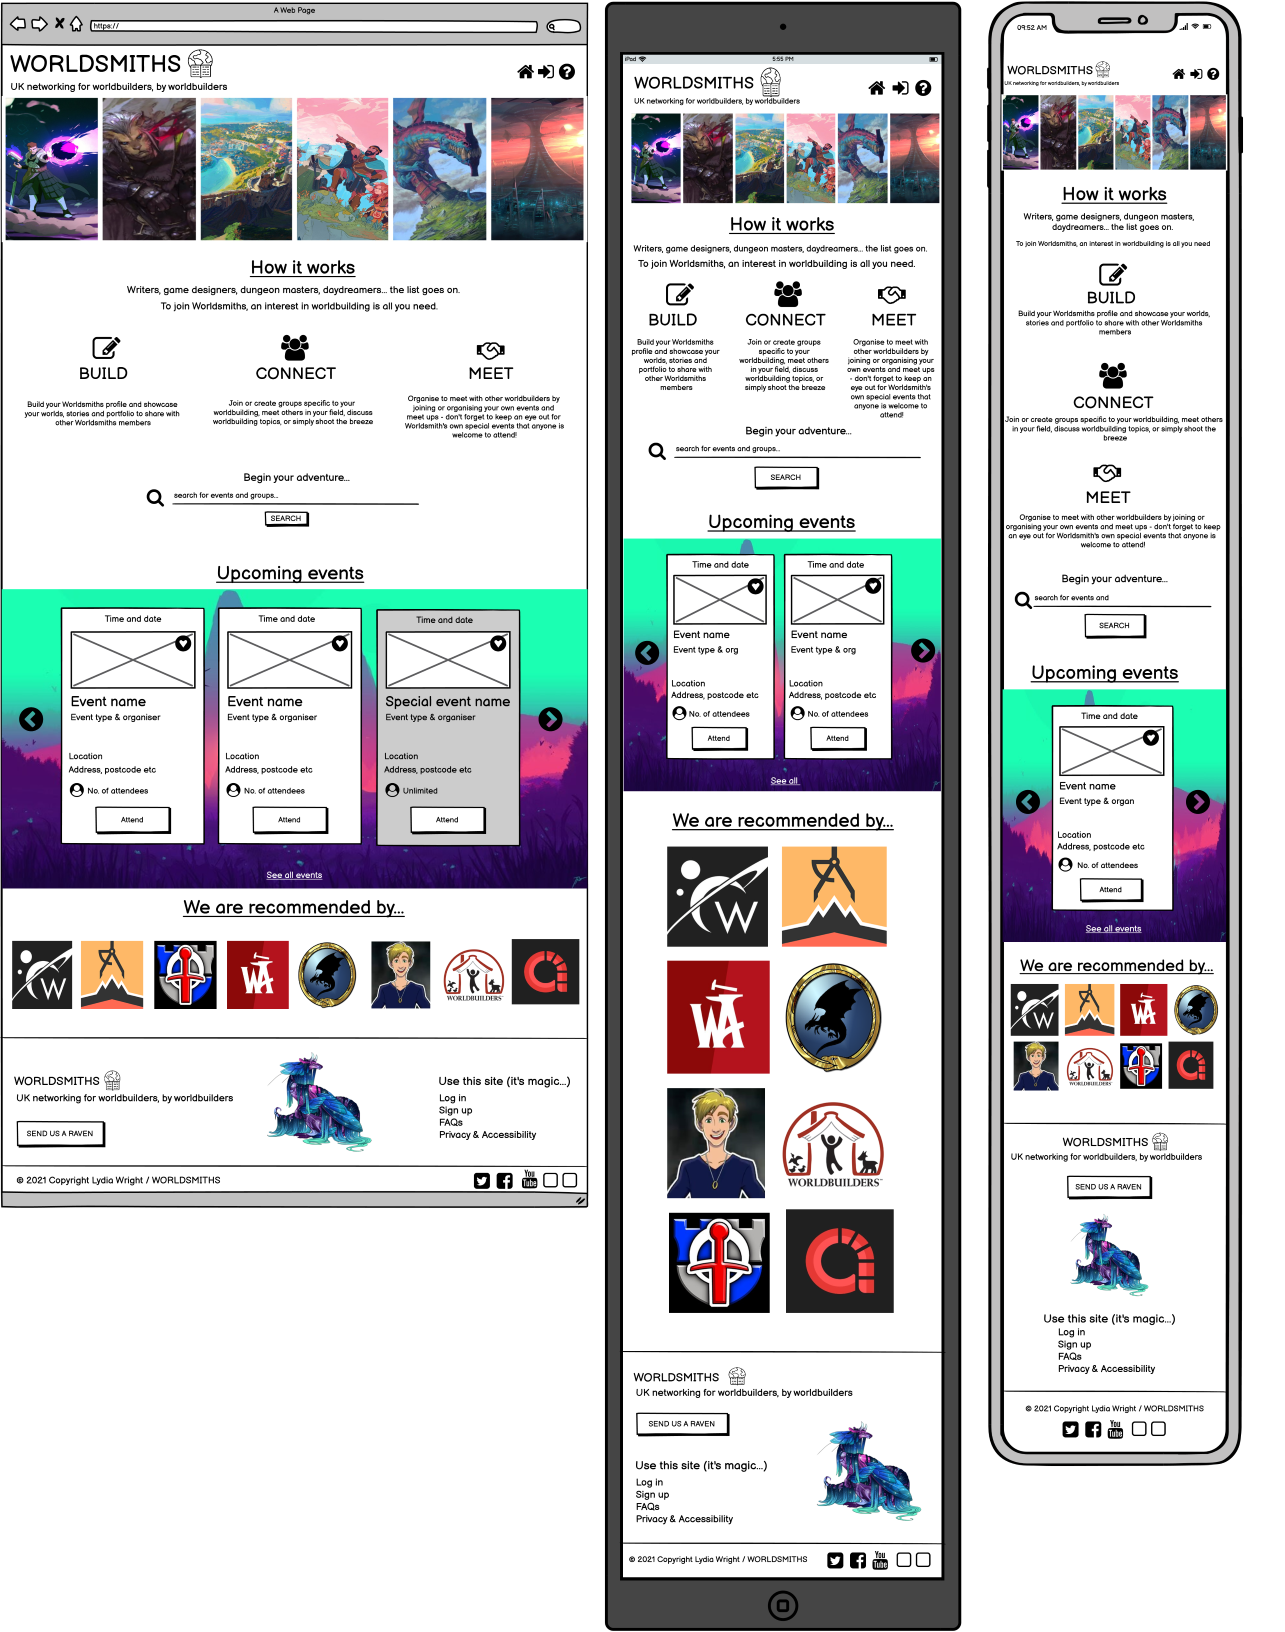 A Web Page
https://
WORLDSMITHS
UK networking for worldbuilders, by worldbuilders
How it works
Writers, game designers, dungeon masters, daydreamers... the list goes on.
To join Worldsmiths, an interest in worldbuilding is all you need.
BUILD
Build your Worldsmiths profile and showcase
your worlds, stories and portfolio to share with
other Worldsmiths members
CONNECT
Join or create groups specific to your
worldbuilding, meet others in your field, discuss
worldbuilding topics, or simply shoot the breeze
MEET
Organise to meet with other worldbuilders by
joining or organising your own events and
meet ups - don't forget to keep an eye out for
Worldsmith's own special events that anyone is
welcome to attend!
Begin your adventure...
search for events and groups...
SEARCH
Upcoming events
Time and date
Event name
Event type & organiser
Location
Address, postcode etc
No. of attendees
Attend
Time and date
Event name
Event type & organiser
Location
Address, postcode etc
No. of attendees
Attend
Time and date
Special event name
Event type & organiser
Location
Address, postcode etc
Unlimited
Attend
See all events
We are recommended by...
W
WA
WORLDBUILDERS
WORLDSMITHS
UK networking for worldbuilders, by worldbuilders
SEND US A RAVEN
Use this site (it's magic...)
Log in
Sign up
FAQs
Privacy & Accessibility
© 2021 Copyright Lydia Wright / WORLDSMITHS
You
Tube
iPod
5:55 PM
WORLDSMITHS
UK networking for worldbuilders, by worldbuilders
How it works
Writers, game designers, dungeon masters, daydreamers... the list goes on.
To join Worldsmiths, an interest in worldbuilding is all you need.
BUILD
Build your Worldsmiths
profile and showcase your
worlds, stories and
portfolio to share with
other Worldsmiths
members
CONNECT
Join or create groups
specific to your
worldbuilding, meet others
in your field, discuss
worldbuilding topics, or
simply shoot the breeze
MEET
Organise to meet with
other worldbuilders by
joining or organising your
own events and meet ups
- don't forget to keep an
eye out for Worldsmith's
own special events that
anyone is welcome to
attend!
Begin your adventure...
search for events and groups...
SEARCH
Upcoming events
Time and date
Event name
Event type & org
Location
Address, postcode etc
No. of attendees
Attend
Time and date
Event name
Event type & org
Location
Address, postcode etc
No. of attendees
Attend
See all
We are recommended by...
W
WA
WORLDBUILDERS
WORLDSMITHS
UK networking for worldbuilders, by worldbuilders
SEND US A RAVEN
Use this site (it's magic...)
Log in
Sign up
FAQs
Privacy & Accessibility
© 2021 Copyright Lydia Wright / WORLDSMITHS
You
Tube
09:52 AM
WORLDSMITHS
UK networking for worldbuilders, by worldbuilders
How it works
Writers, game designers, dungeon masters,
daydreamers... the list goes on.
To join Worldsmiths, an interest in worldbuilding is all you need
BUILD
Build your Worldsmiths profile and showcase your worlds,
stories and portfolio to share with other Worldsmiths
members
CONNECT
Join or create groups specific to your worldbuilding, meet others
in your field, discuss worldbuilding topics, or simply shoot the
breeze
MEET
Organise to meet with other worldbuilders by joining or
organising your own events and meet ups - don't forget to keep
an eye out for Worldsmith's own special events that anyone is
welcome to attend!
Begin your adventure...
search for events and
SEARCH
Upcoming events
Time and date
Event name
Event type & organ
Location
Address, postcode etc
No. of attendees
Attend
See all events
We are recommended by...
W
WA
WORLDBUILDERS
WORLDSMITHS
UK networking for worldbuilders, by worldbuilders
SEND US A RAVEN
Use this site (it's magic...)
Log in
Sign up
FAQs
Privacy & Accessibility
© 2021 Copyright Lydia Wright / WORLDSMITHS
You
Tube